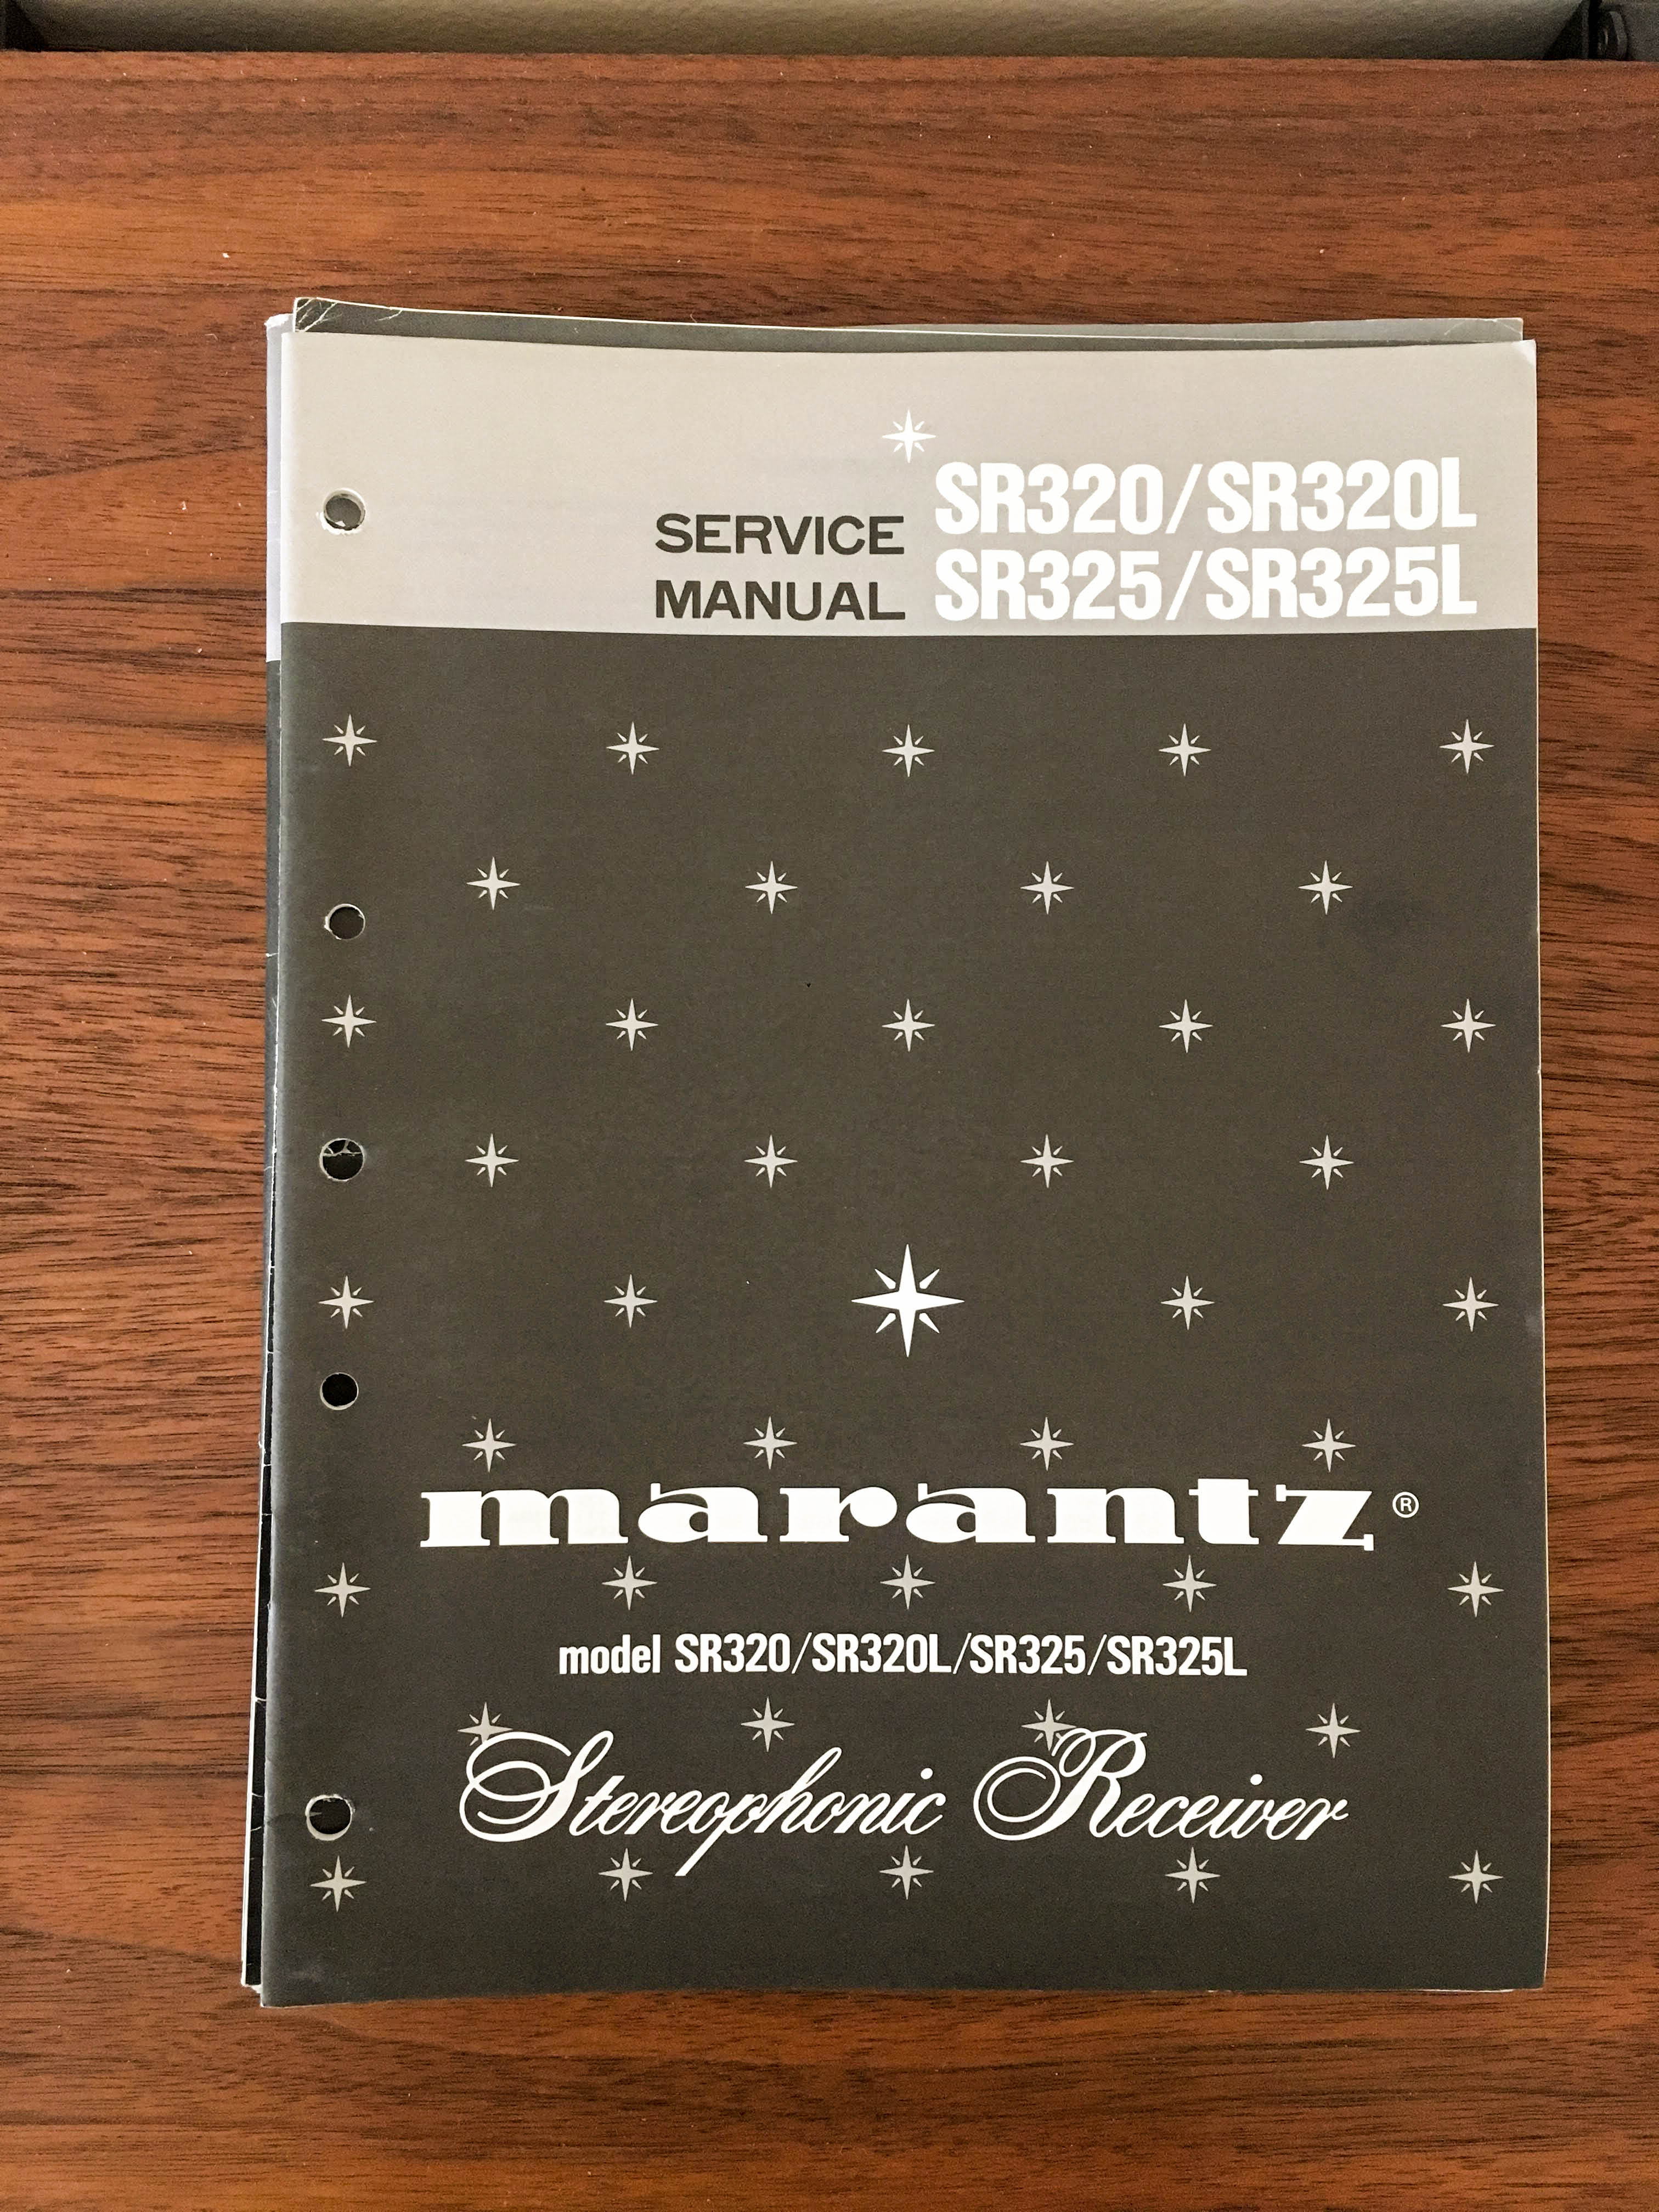 SERVICE
MANUAL
SR320/SR320L
SR325/SR325L
marantz®
model SR320/SR320L/SR325/SR325L
Stereophonic Receiver